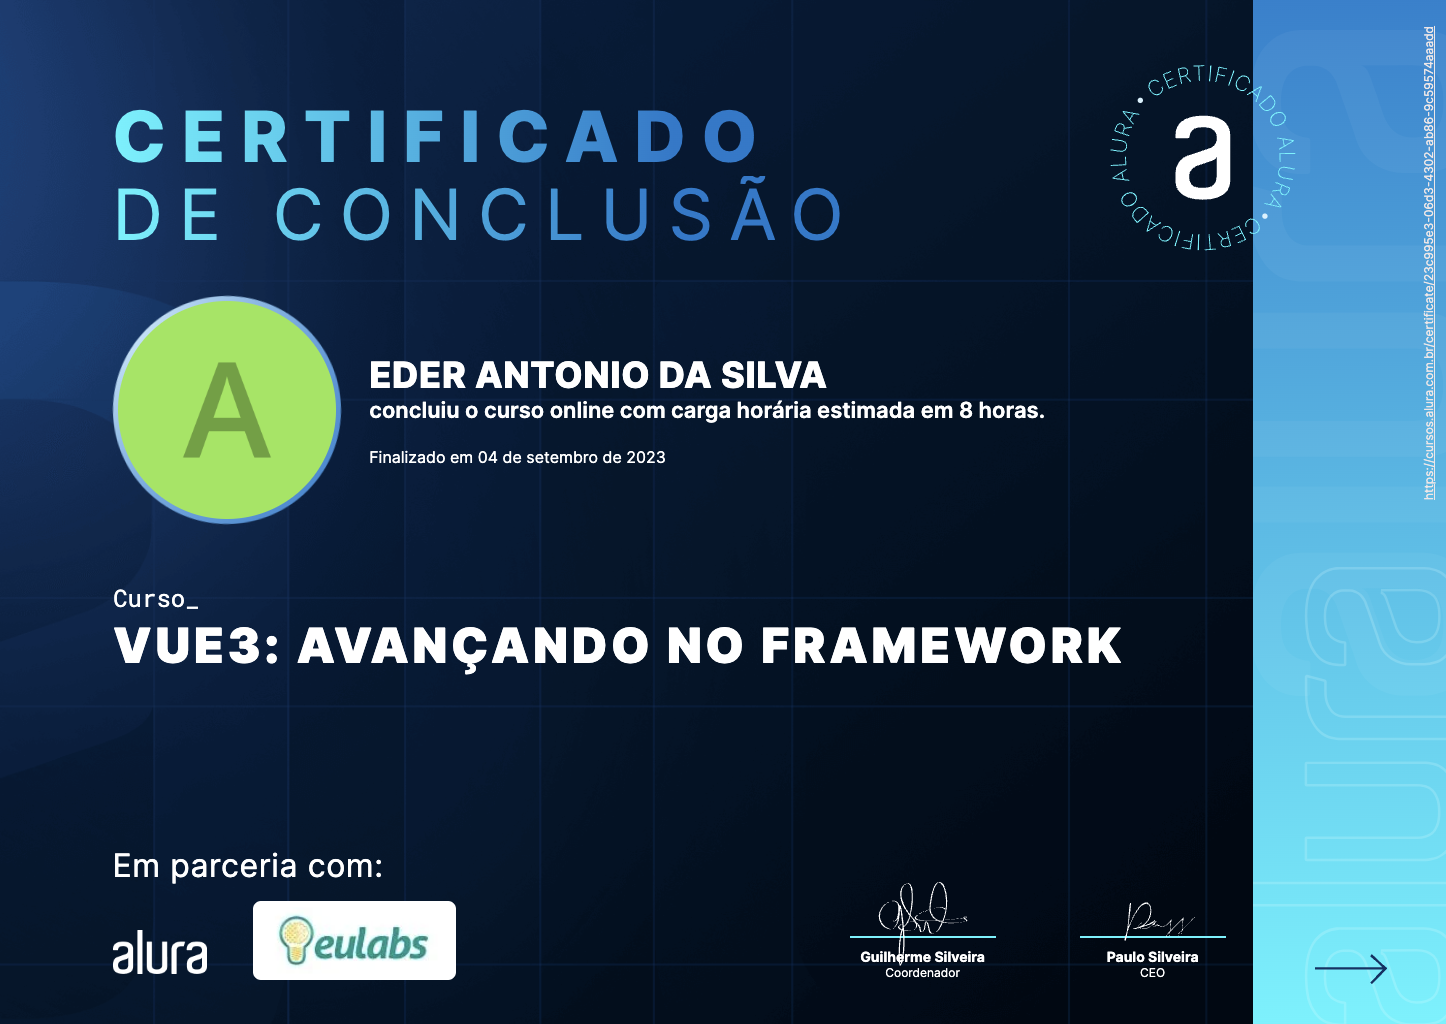 CERTIFICADO
DE CONCLUSÃO
• CERTIFICADO ALURA • CERTIFICADO ALURA
a
https://cursos.alura.com.br/certificate/23c995e3-06d3-4302-ab86-9c59574aaadd
A
EDER ANTONIO DA SILVA
concluiu o curso online com carga horária estimada em 8 horas.
Finalizado em 04 de setembro de 2023
Curso_
VUE3: AVANÇANDO NO FRAMEWORK
Em parceria com:
alura
eulabs
Guilherme Silveira
Coordenador
Paulo Silveira
CEO
alura